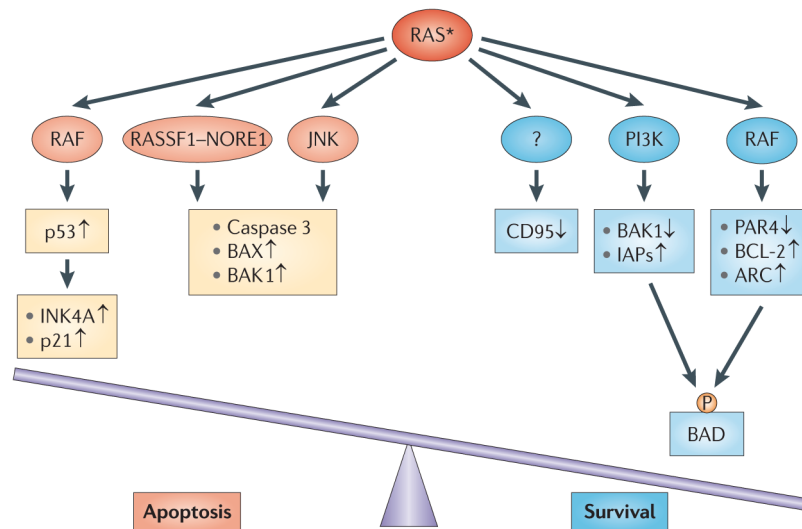 RAS*
RAF
RASSF1–NORE1
JNK
?
PI3K
RAF
p53↑
• Caspase 3
• BAX↑
• BAK1↑
CD95↓
• BAK1↓
• IAPs↑
• PAR4↓
• BCL-2↑
• ARC↑
• INK4A↑
• p21↑
P
BAD
Apoptosis
Survival